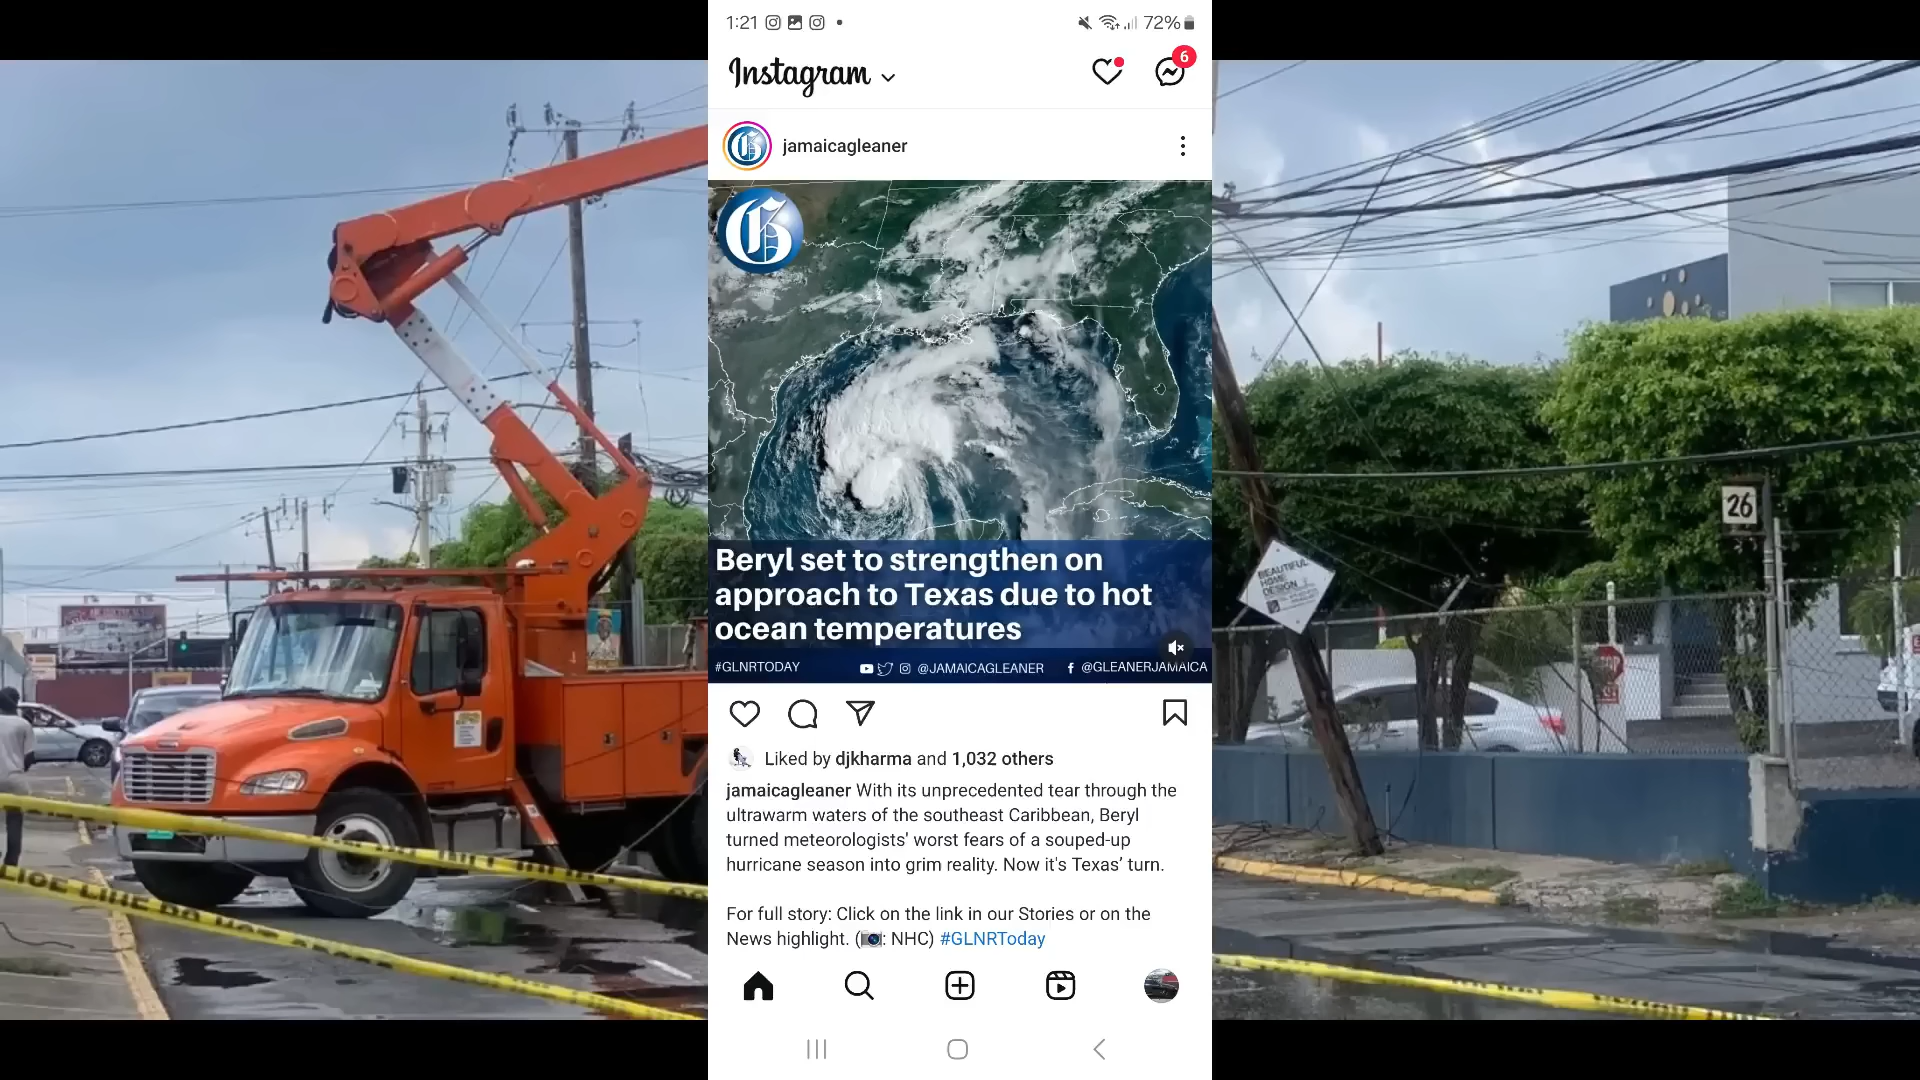 1:21
72%
Instagram
6
jamaicagleaner
Beryl set to strengthen on
approach to Texas due to hot
ocean temperatures
#GLNRTODAY
@JAMAICAGLEANER
@GLEANERJAMAICA
Liked by djkharma and 1,032 others
jamaicagleaner With its unprecedented tear through the
ultrawarm waters of the southeast Caribbean, Beryl
turned meteorologists' worst fears of a souped-up
hurricane season into grim reality. Now it's Texas’ turn.
For full story: Click on the link in our Stories or on the
News highlight. (📷: NHC) #GLNRToday
26
BEAUTIFUL
HOME
DESIGN
STOP